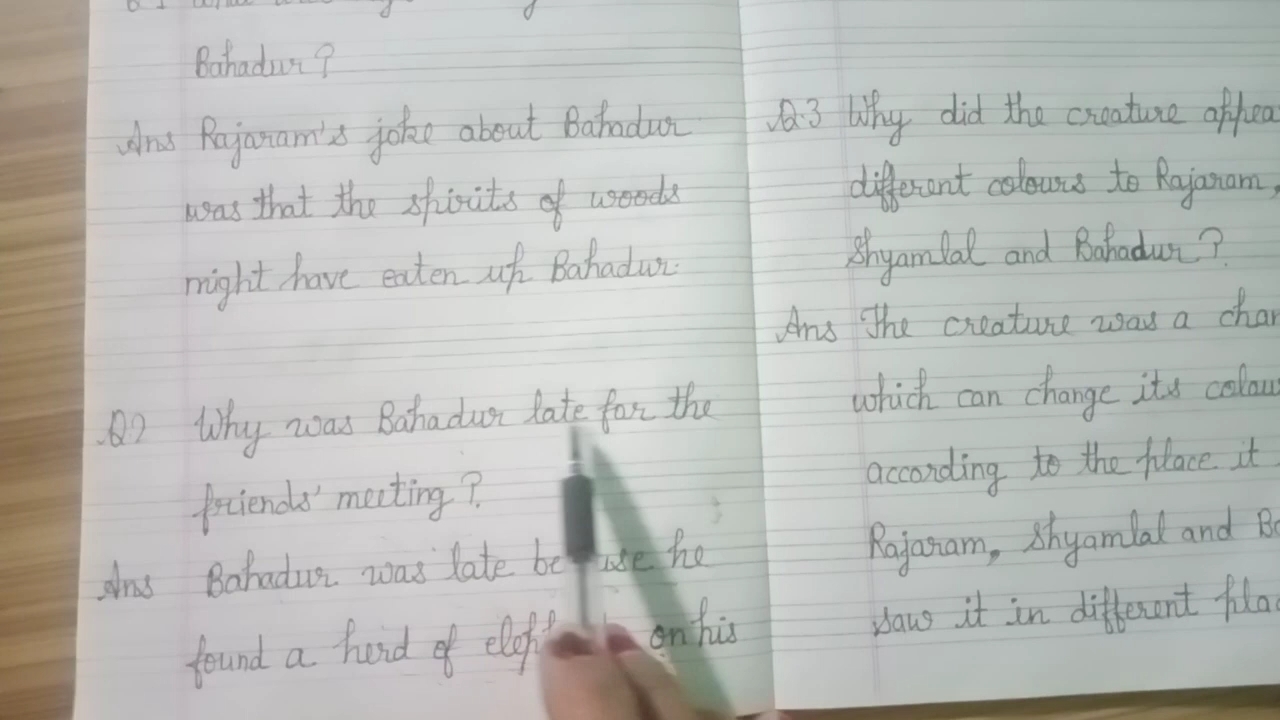 Bahadur?
Ans Rajaram's joke about Bahadur
was that the spirits of woods
might have eaten up Bahadur.
Q.2 Why was Bahadur late for the
friends' meeting?
Ans Bahadur was late he
found a herd of on his
Q.3 Why did the creature
different colours to Rajaram,
Shyamlal and Bahadur?
Ans The creature was a
which can change its
according to the place it
Rajaram, Shyamlal and
saw it in different